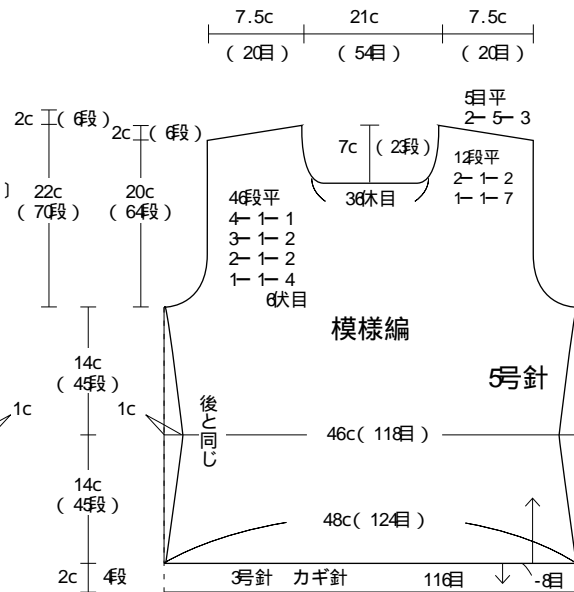 7.5c 21c 7.5c
(20目) (54目) (20目)
5目平
2-5-3
2c (6段)
2c (6段)
7c (23段)
12段平
2-1-2
1-1-7
〕 22c
(70段)
20c
(64段)
46段平
4-1-1
3-1-2
2-1-2
1-1-4
6伏目
36休目
模様編
5号針
14c
(45段)
1c
1c
後と同じ
46c(118目)
14c
(45段)
48c(124目)
2c 4段
3号針 カギ針
116目
-8目